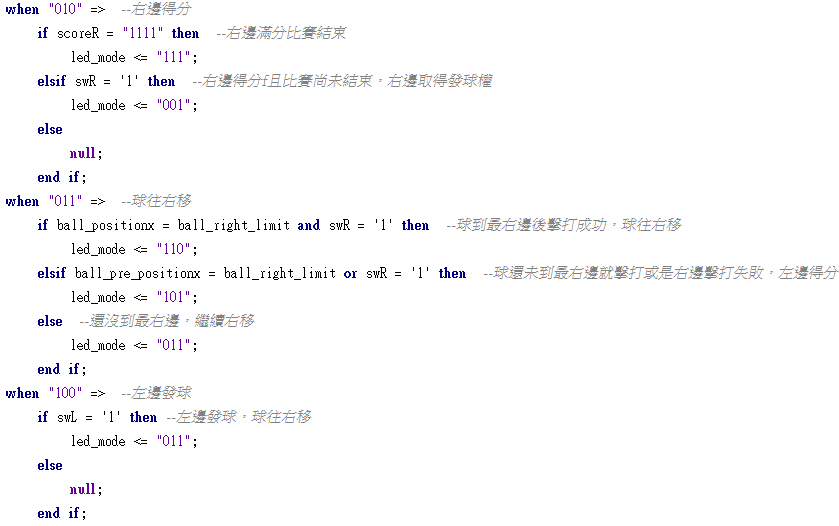 when "010" =>  --右邊得分
    if scoreR = "1111" then  --右邊滿分比賽結束
        led_mode <= "111";
    elsif swR = '1' then  --右邊得分f且比賽尚未結束，右邊取得發球權
        led_mode <= "001";
    else
        null;
    end if;
when "011" =>  --球往右移
    if ball_positionx = ball_right_limit and swR = '1' then  --球到最右邊後擊打成功，球往右移
        led_mode <= "110";
    elsif ball_pre_positionx = ball_right_limit or swR = '1' then  --球還未到最右邊就擊打或是右邊擊打失敗，左邊得分
        led_mode <= "101";
    else  --還沒到最右邊，繼續右移
        led_mode <= "011";
    end if;
when "100" =>  --左邊發球
    if swL = '1' then --左邊發球，球往右移
        led_mode <= "011";
    else
        null;
    end if;